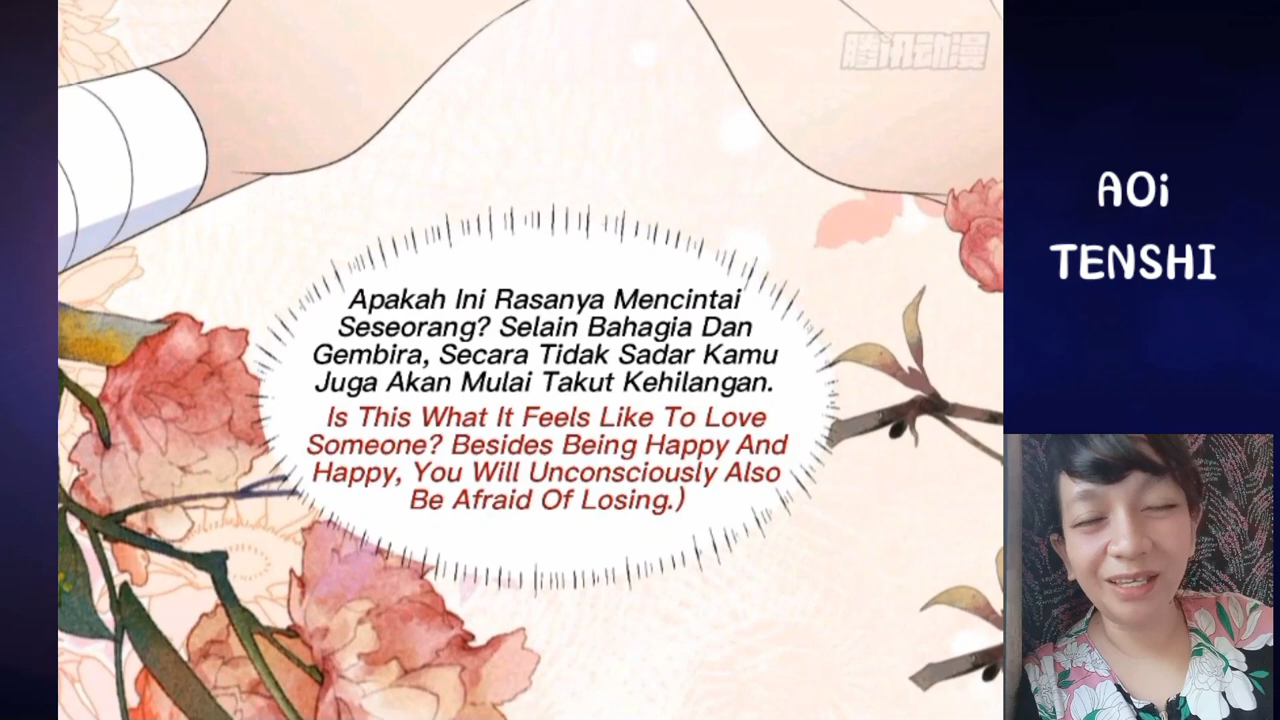 腾讯动漫
AOi
TENSHI
Apakah Ini Rasanya Mencintai
Seseorang? Selain Bahagia Dan
Gembira, Secara Tidak Sadar Kamu
Juga Akan Mulai Takut Kehilangan.
Is This What It Feels Like To Love
Someone? Besides Being Happy And
Happy, You Will Unconsciously Also
Be Afraid Of Losing.)